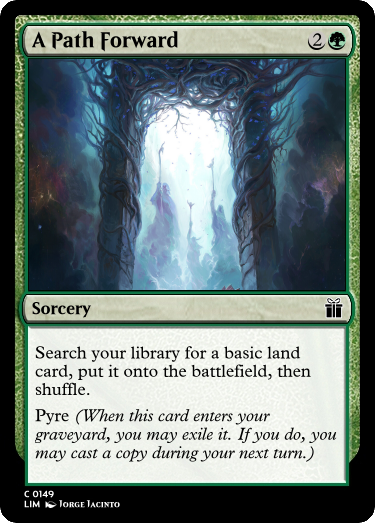 A Path Forward 2
Sorcery
Search your library for a basic land
card, put it onto the battlefield, then
shuffle.
Pyre (When this card enters your
graveyard, you may exile it. If you do, you
may cast a copy during your next turn.)
C 0149
LIM Jorge Jacinto